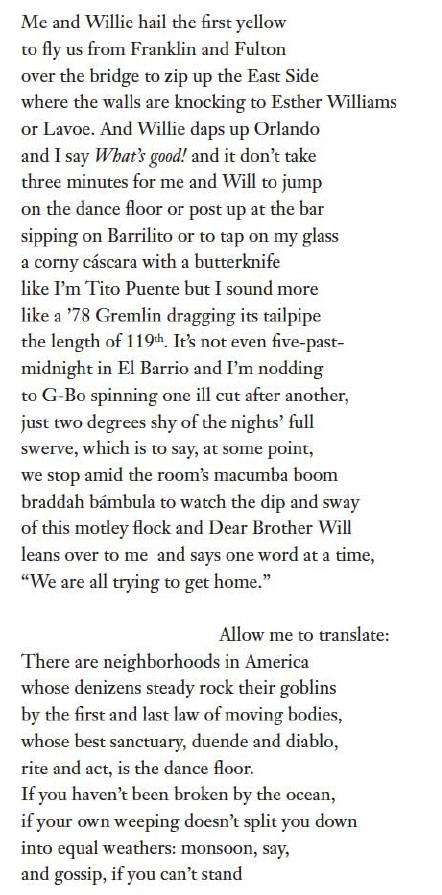 Me and Willie hail the first yellow
to fly us from Franklin and Fulton
over the bridge to zip up the East Side
where the walls are knocking to Esther Williams
or Lavoe. And Willie daps up Orlando
and I say What's good! and it don't take
three minutes for me and Will to jump
on the dance floor or post up at the bar
sipping on Barrilito or to tap on my glass
a corny cáscara with a butterknife
like I'm Tito Puente but I sound more
like a ’78 Gremlin dragging its tailpipe
the length of 119th. It's not even five-past-
midnight in El Barrio and I'm nodding
to G-Bo spinning one ill cut after another,
just two degrees shy of the nights' full
swerve, which is to say, at some point,
we stop amid the room's macumba boom
braddah bámbula to watch the dip and sway
of this motley flock and Dear Brother Will
leans over to me and says one word at a time,
“We are all trying to get home.”
Allow me to translate:
There are neighborhoods in America
whose denizens steady rock their goblins
by the first and last law of moving bodies,
whose best sanctuary, duende and diablo,
rite and act, is the dance floor.
If you haven't been broken by the ocean,
if your own weeping doesn't split you down
into equal weathers: monsoon, say,
and gossip, if you can't stand